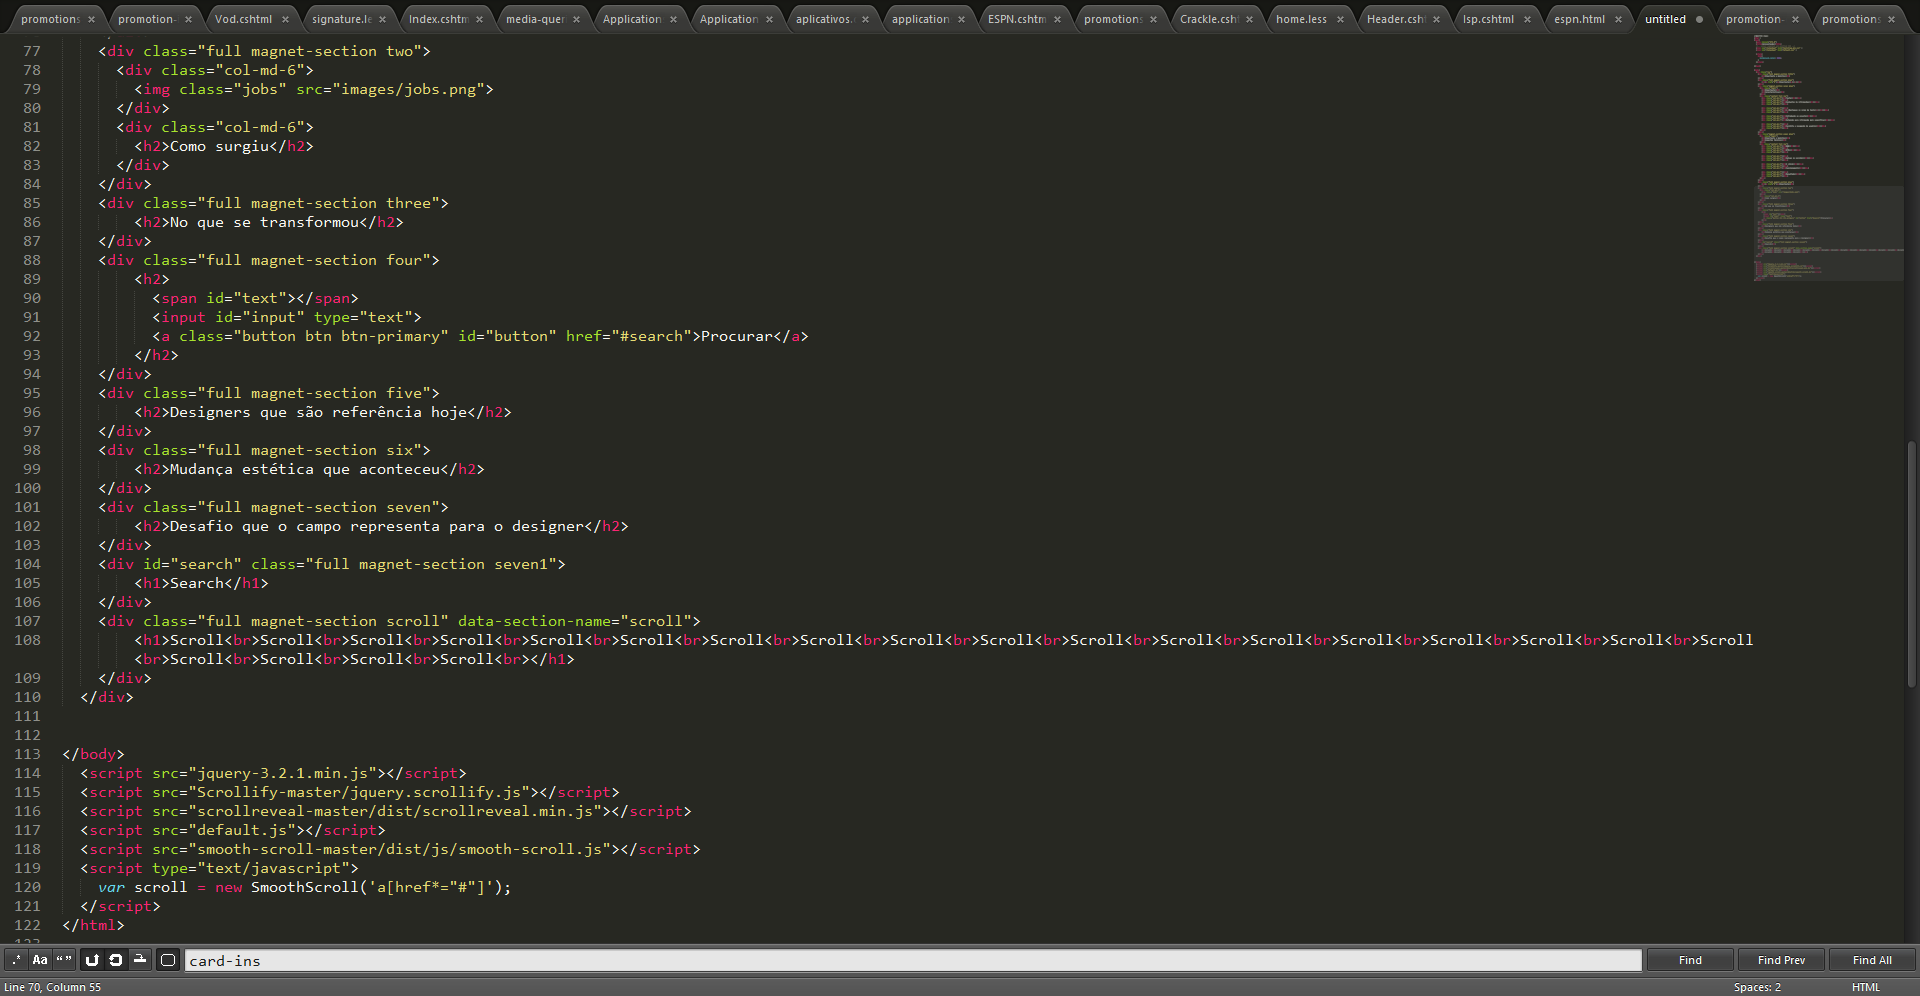 promotions × promotion- × Vod.cshtml × signature.le × Index.cshtm × media-quer × Application × Application × aplicativos. × application × ESPN.cshtm × promotions × Crackle.csht × home.less × Header.csh × lsp.cshtml × espn.html × untitled ● promotion- × promotions ×
77 <div class="full magnet-section two">
78 <div class="col-md-6">
79 <img class="jobs" src="images/jobs.png">
80 </div>
81 <div class="col-md-6">
82 <h2>Como surgiu</h2>
83 </div>
84 </div>
85 <div class="full magnet-section three">
86 <h2>No que se transformou</h2>
87 </div>
88 <div class="full magnet-section four">
89 <h2>
90 <span id="text"></span>
91 <input id="input" type="text">
92 <a class="button btn btn-primary" id="button" href="#search">Procurar</a>
93 </h2>
94 </div>
95 <div class="full magnet-section five">
96 <h2>Designers que são referência hoje</h2>
97 </div>
98 <div class="full magnet-section six">
99 <h2>Mudança estética que aconteceu</h2>
100 </div>
101 <div class="full magnet-section seven">
102 <h2>Desafio que o campo representa para o designer</h2>
103 </div>
104 <div id="search" class="full magnet-section seven1">
105 <h1>Search</h1>
106 </div>
107 <div class="full magnet-section scroll" data-section-name="scroll">
108 <h1>Scroll<br>Scroll<br>Scroll<br>Scroll<br>Scroll<br>Scroll<br>Scroll<br>Scroll<br>Scroll<br>Scroll<br>Scroll<br>Scroll<br>Scroll<br>Scroll<br>Scroll<br>Scroll<br>Scroll<br>Scroll
<br>Scroll<br>Scroll<br>Scroll<br>Scroll<br></h1>
109 </div>
110 </div>
111
112
113 </body>
114 <script src="jquery-3.2.1.min.js"></script>
115 <script src="Scrollify-master/jquery.scrollify.js"></script>
116 <script src="scrollreveal-master/dist/scrollreveal.min.js"></script>
117 <script src="default.js"></script>
118 <script src="smooth-scroll-master/dist/js/smooth-scroll.js"></script>
119 <script type="text/javascript">
120 var scroll = new SmoothScroll('a[href*="#"]');
121 </script>
122 </html>
.* Aa “” card-ins Find Find Prev Find All
Line 70, Column 55 Spaces: 2 HTML